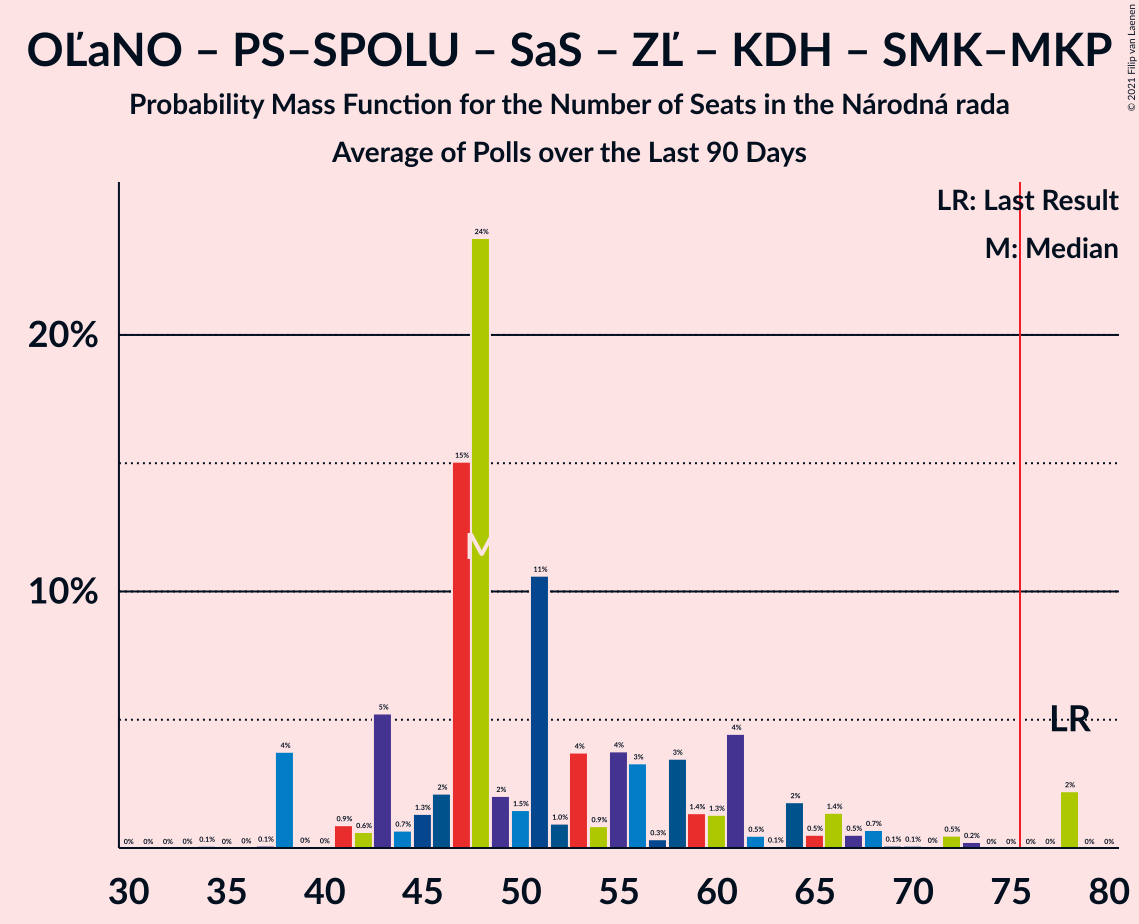 OĽaNO – PS–SPOLU – SaS – ZĽ – KDH – SMK–MKP
Probability Mass Function for the Number of Seats in the Národná rada
Average of Polls over the Last 90 Days
© 2021 Filip van Laenen
LR: Last Result
M: Median
20%
10%
0% 0% 0% 0% 0.1% 0% 0% 0.1% 4% 0% 0% 0.9% 0.6% 5% 0.7% 1.3% 2% 15% 24% 2% 1.5% 11% 1.0% 4% 0.9% 4% 3% 0.3% 3% 1.4% 1.3% 4% 0.5% 0.1% 2% 0.5% 1.4% 0.5% 0.7% 0.1% 0.1% 0% 0.5% 0.2% 0% 0% 0% 0% 2% 0% 0%
M
LR
30 35 40 45 50 55 60 65 70 75 80